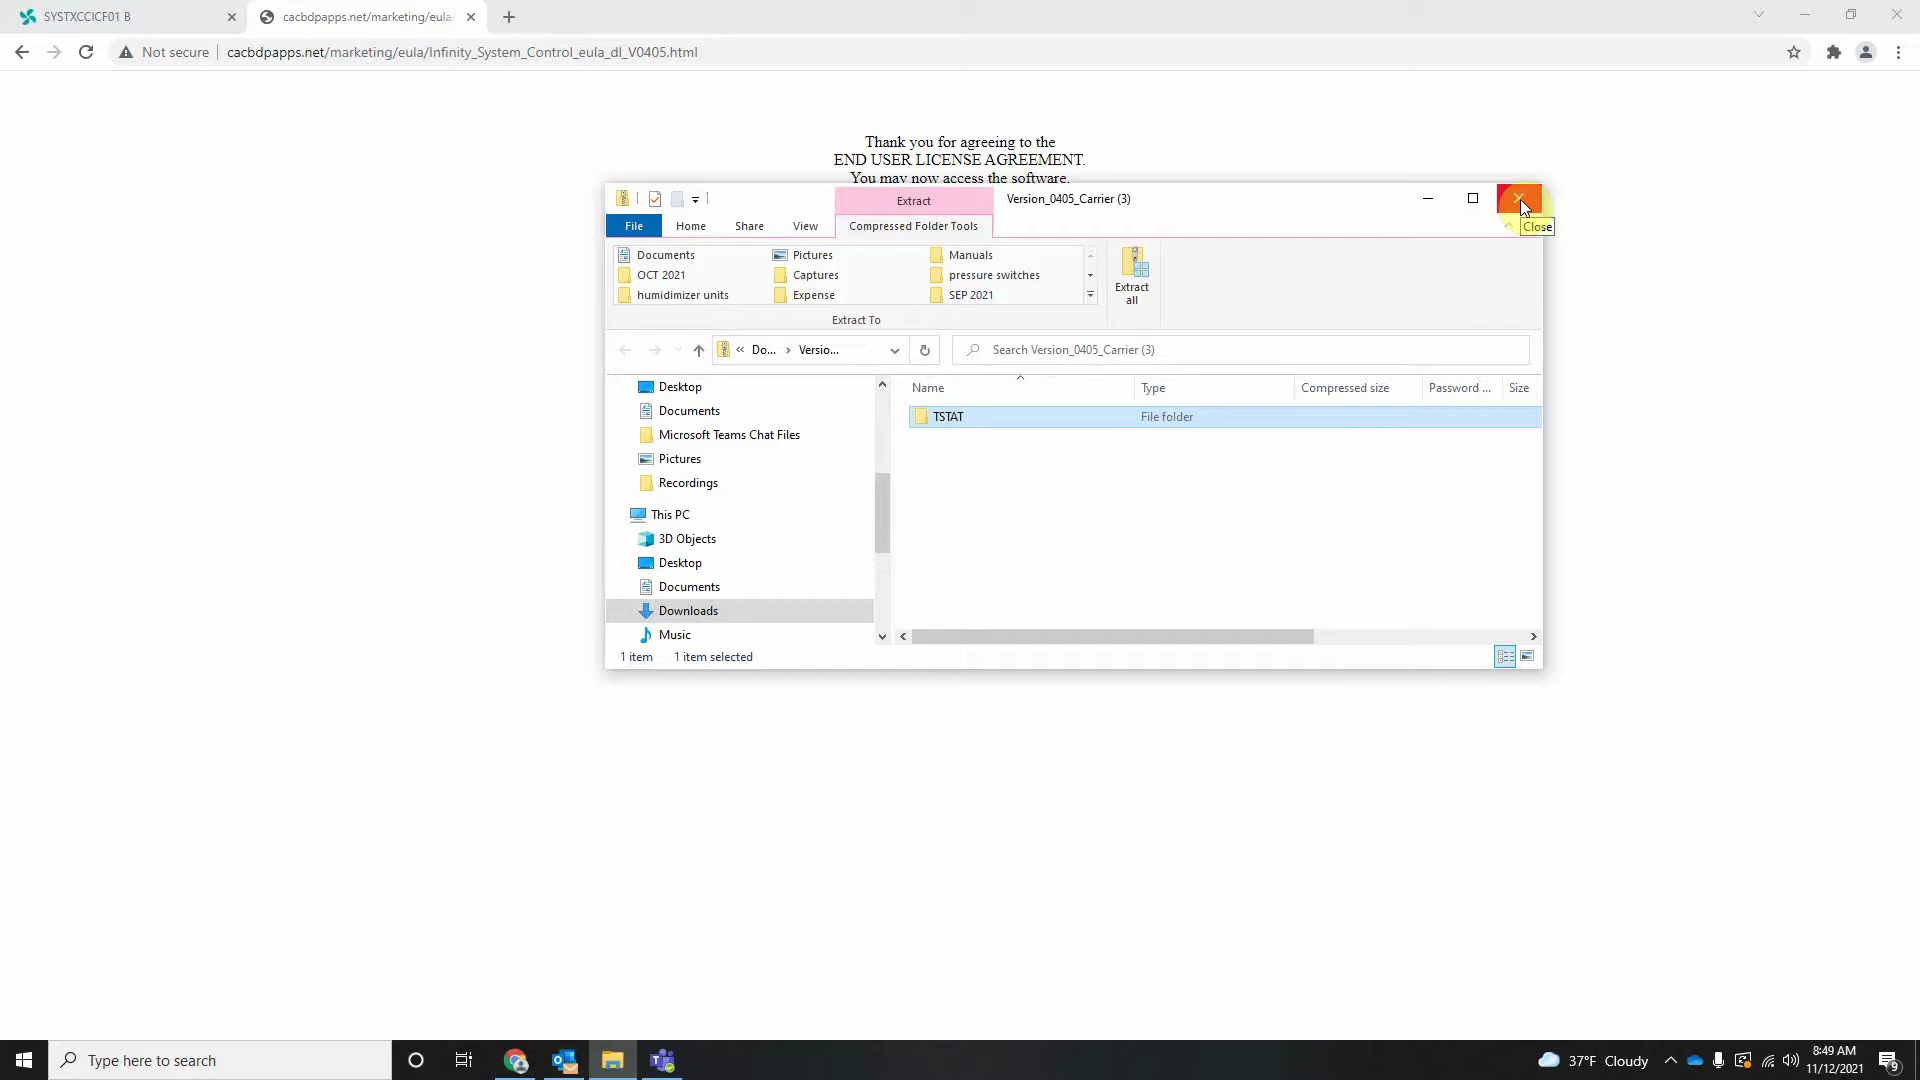 SYSTXCCICF01 B
cacbdpapps.net/marketing/eula/
Not secure
cacbdpapps.net/marketing/eula/Infinity_System_Control_eula_dl_V0405.html
Thank you for agreeing to the
END USER LICENSE AGREEMENT.
You may now access the software.
Extract
Version_0405_Carrier (3)
Close
File
Home
Share
View
Compressed Folder Tools
Documents
Pictures
Manuals
OCT 2021
Captures
pressure switches
humidimizer units
Expense
SEP 2021
Extract
all
Extract To
« Do... › Versio...
Search Version_0405_Carrier (3)
Name
Type
Compressed size
Password ...
Size
TSTAT
File folder
Desktop
Documents
Microsoft Teams Chat Files
Pictures
Recordings
This PC
3D Objects
Desktop
Documents
Downloads
Music
1 item
1 item selected
Type here to search
37°F Cloudy
8:49 AM
11/12/2021
9